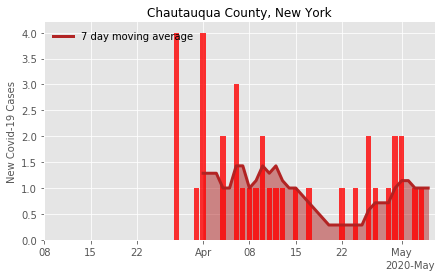 Chautauqua County, New York
7 day moving average
New Covid-19 Cases
4.0
3.5
3.0
2.5
2.0
1.5
1.0
0.5
0.0
08 15 22 Apr 08 15 22 May
2020-May